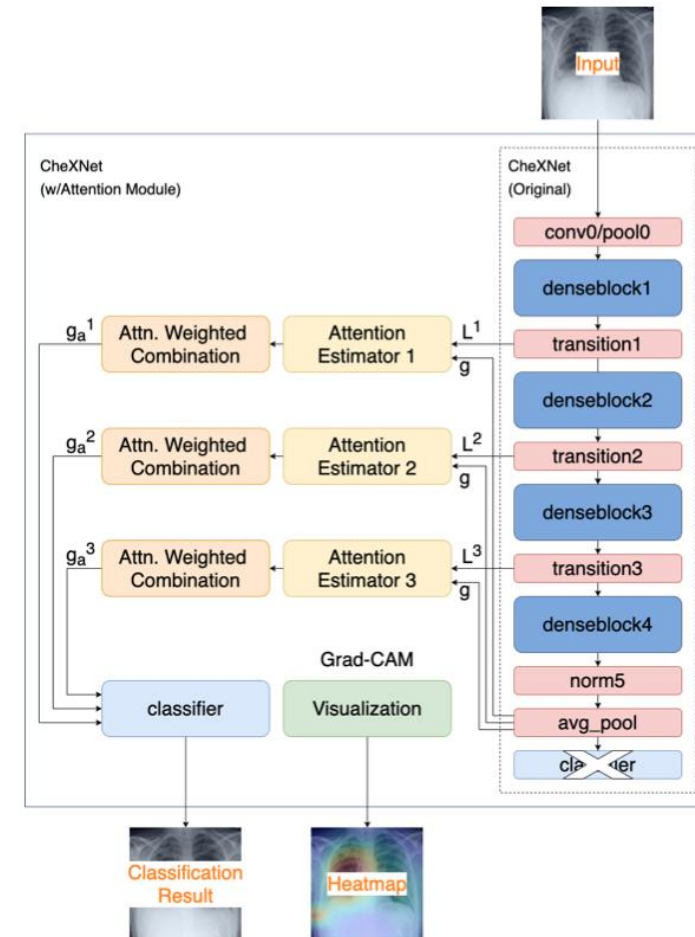 Input
CheXNet
(w/Attention Module)
CheXNet
(Original)
conv0/pool0
denseblock1
gₐ¹
Attn. Weighted
Combination
Attention
Estimator 1
L¹
g
transition1
denseblock2
gₐ²
Attn. Weighted
Combination
Attention
Estimator 2
L²
g
transition2
denseblock3
gₐ³
Attn. Weighted
Combination
Attention
Estimator 3
L³
g
transition3
denseblock4
Grad-CAM
norm5
classifier
Visualization
avg_pool
Classification
Result
Heatmap